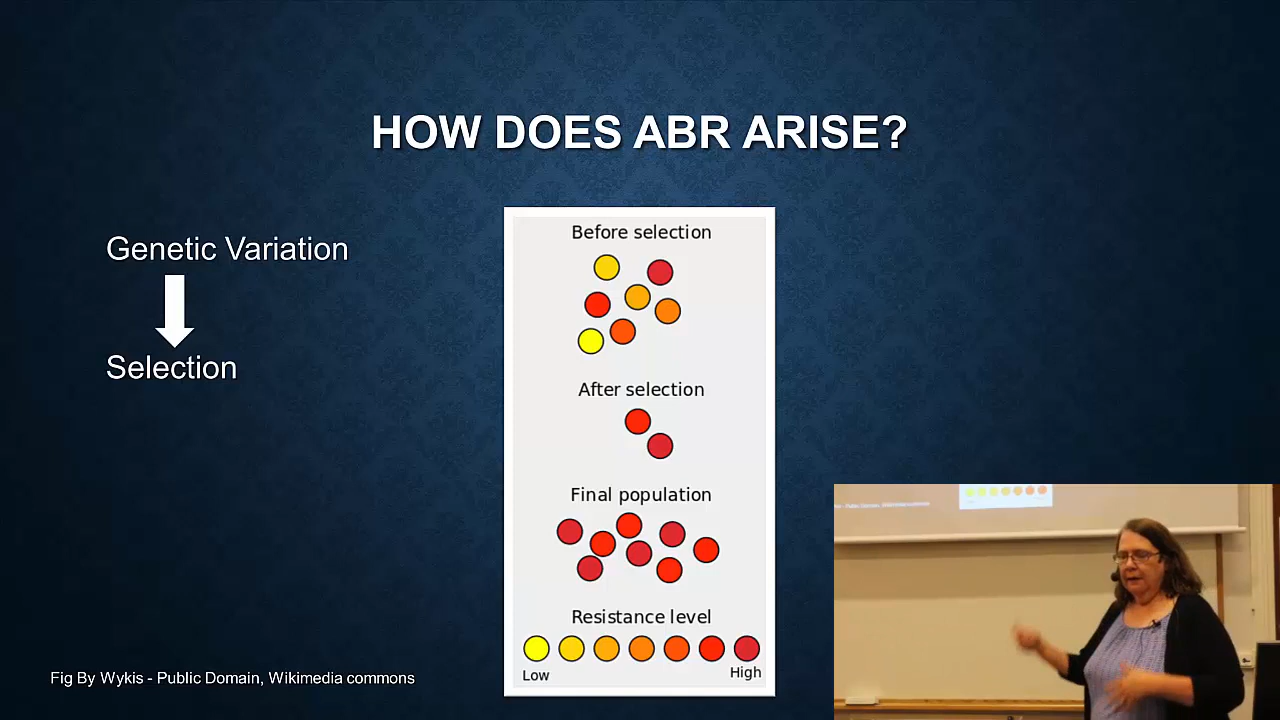 HOW DOES ABR ARISE?
Genetic Variation
Selection
Before selection
After selection
Final population
Resistance level
Low
High
Fig By Wykis - Public Domain, Wikimedia commons